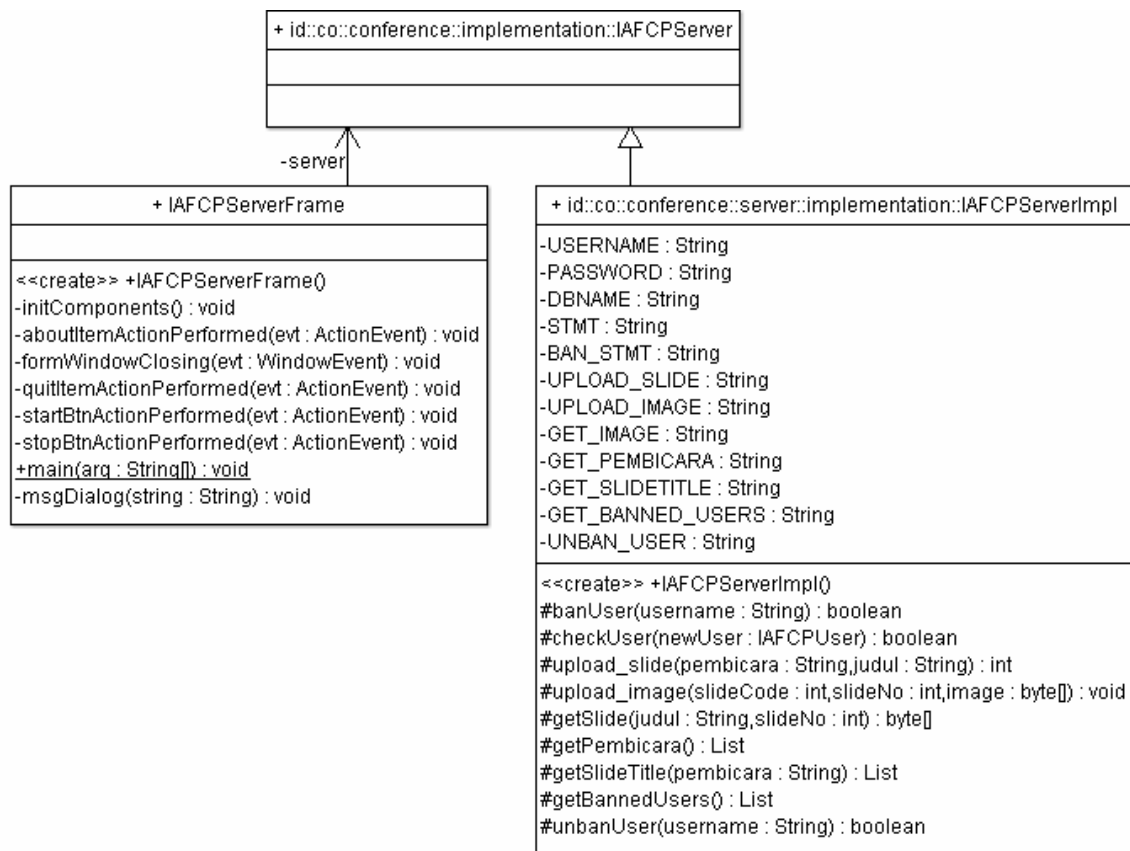 + id::co::conference::implementation::IAFCPServer
-server
+ IAFCPServerFrame
<<create>> +IAFCPServerFrame()
-initComponents() : void
-aboutItemActionPerformed(evt : ActionEvent) : void
-formWindowClosing(evt : WindowEvent) : void
-quitItemActionPerformed(evt : ActionEvent) : void
-startBtnActionPerformed(evt : ActionEvent) : void
-stopBtnActionPerformed(evt : ActionEvent) : void
+main(arg : String[]) : void
-msgDialog(string : String) : void
+ id::co::conference::server::implementation::IAFCPServerImpl
-USERNAME : String
-PASSWORD : String
-DBNAME : String
-STMT : String
-BAN_STMT : String
-UPLOAD_SLIDE : String
-UPLOAD_IMAGE : String
-GET_IMAGE : String
-GET_PEMBICARA : String
-GET_SLIDETITLE : String
-GET_BANNED_USERS : String
-UNBAN_USER : String
<<create>> +IAFCPServerImpl()
#banUser(username : String) : boolean
#checkUser(newUser : IAFCPUser) : boolean
#upload_slide(pembicara : String,judul : String) : int
#upload_image(slideCode : int,slideNo : int,image : byte[]) : void
#getSlide(judul : String,slideNo : int) : byte[]
#getPembicara() : List
#getSlideTitle(pembicara : String) : List
#getBannedUsers() : List
#unbanUser(username : String) : boolean